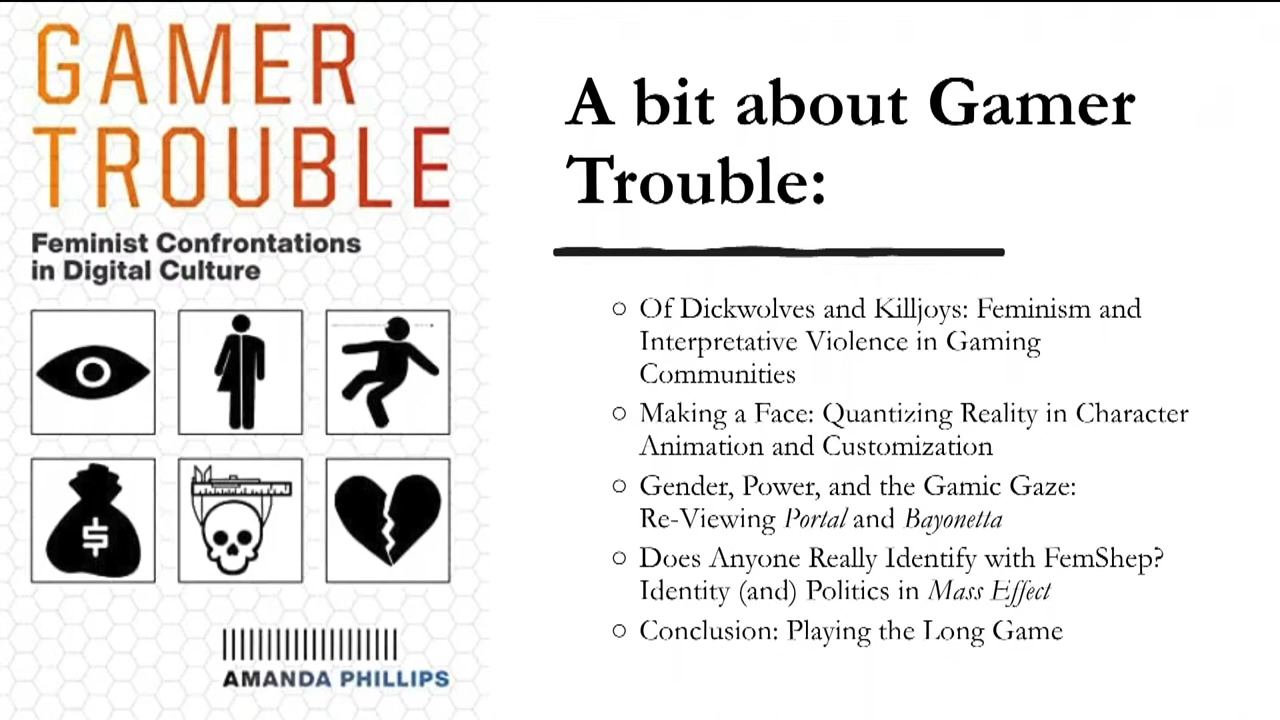 GAMER
TROUBLE
Feminist Confrontations
in Digital Culture
$
AMANDA PHILLIPS
A bit about Gamer
Trouble:
Of Dickwolves and Killjoys: Feminism and
Interpretative Violence in Gaming
Communities
Making a Face: Quantizing Reality in Character
Animation and Customization
Gender, Power, and the Gamic Gaze:
Re-Viewing Portal and Bayonetta
Does Anyone Really Identify with FemShep?
Identity (and) Politics in Mass Effect
Conclusion: Playing the Long Game